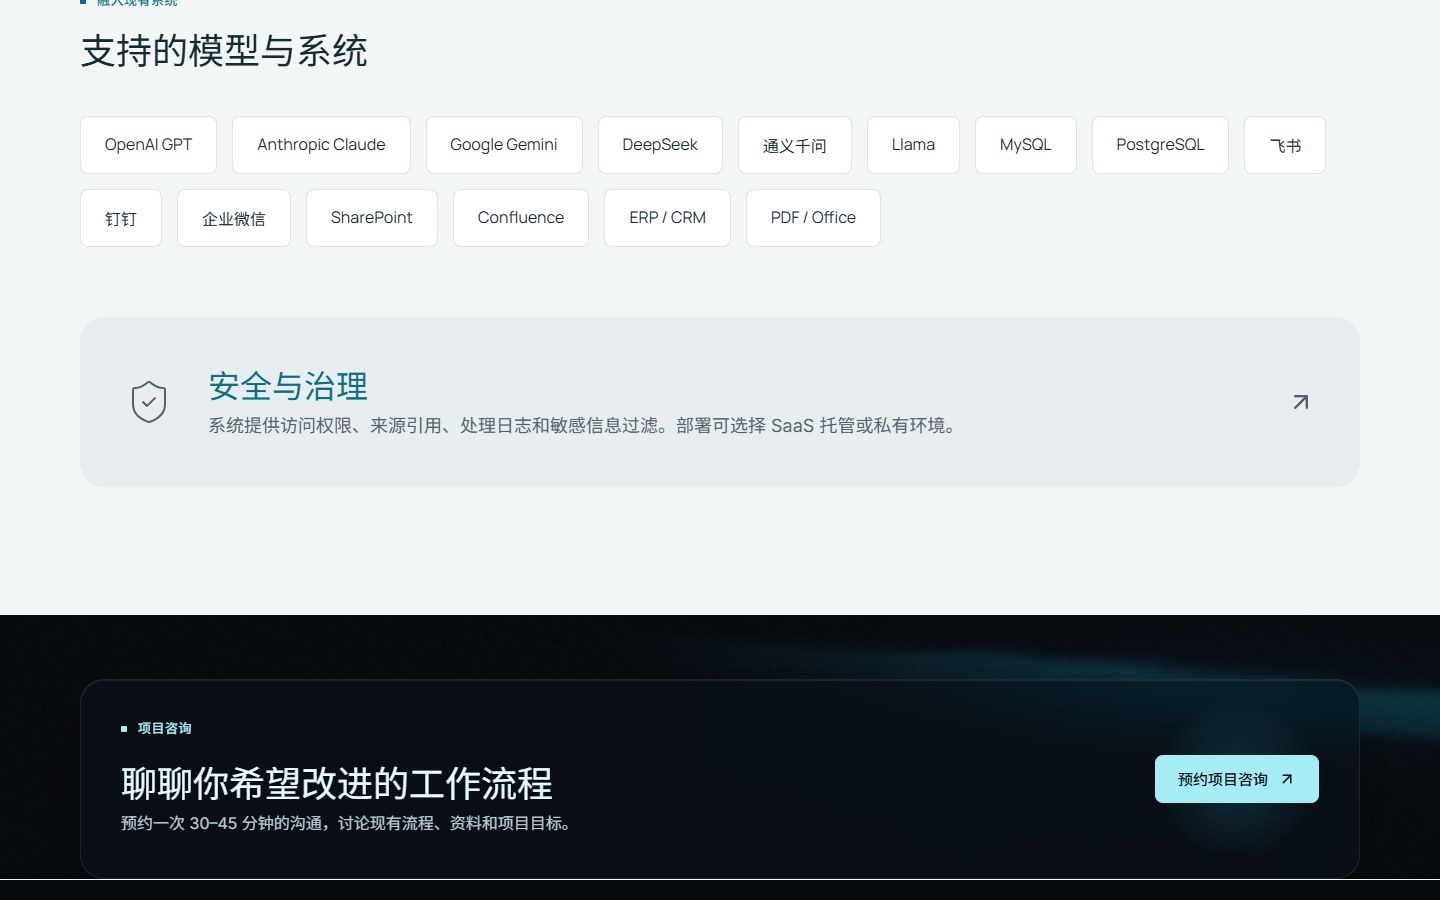 融入现有系统
支持的模型与系统
OpenAI GPT
Anthropic Claude
Google Gemini
DeepSeek
通义千问
Llama
MySQL
PostgreSQL
飞书
钉钉
企业微信
SharePoint
Confluence
ERP / CRM
PDF / Office
安全与治理
系统提供访问权限、来源引用、处理日志和敏感信息过滤。部署可选择 SaaS 托管或私有环境。
项目咨询
聊聊你希望改进的工作流程
预约一次 30–45 分钟的沟通，讨论现有流程、资料和项目目标。
预约项目咨询